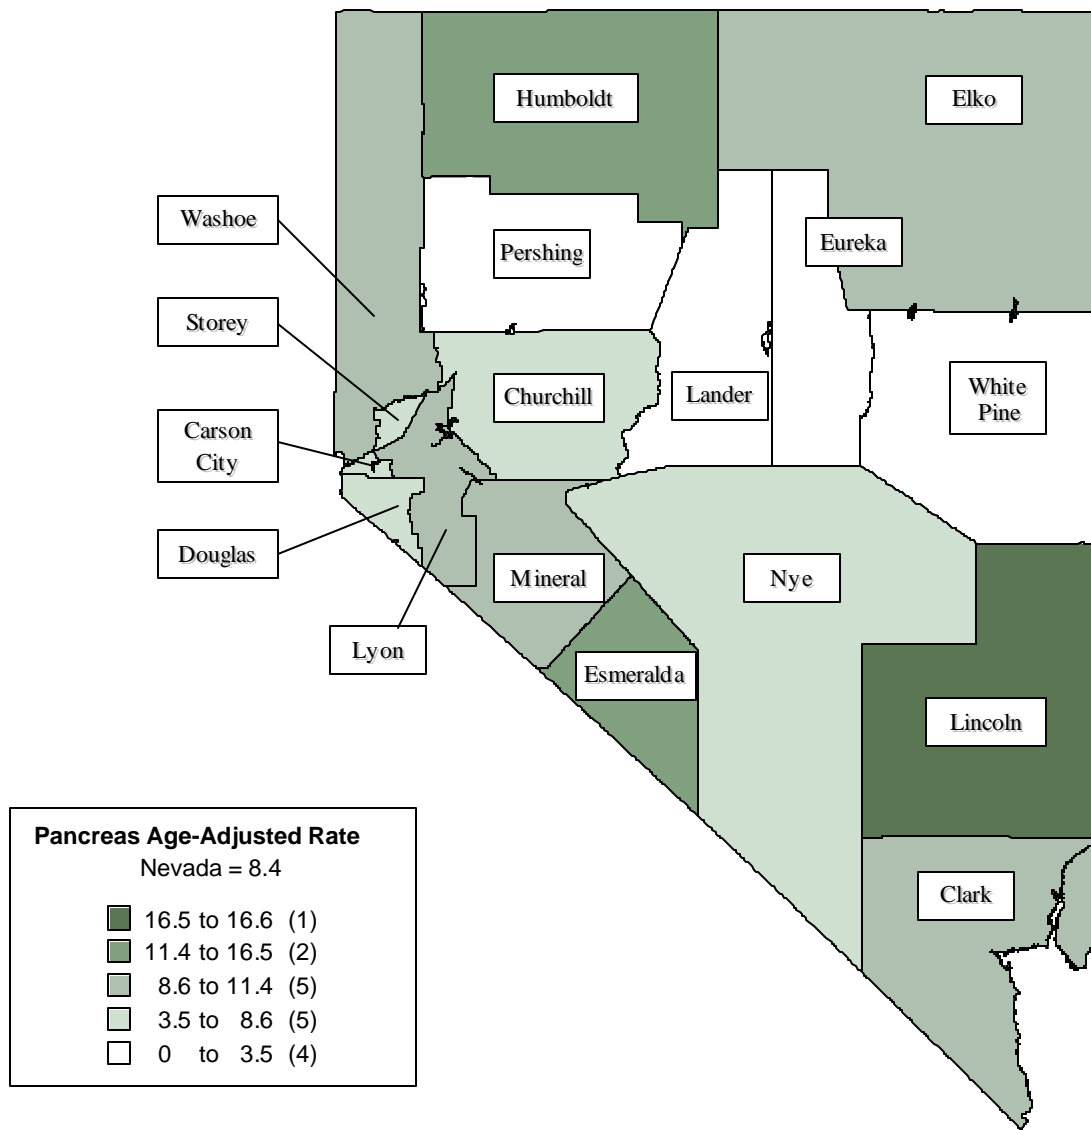 Humboldt
Elko
Washoe
Pershing
Eureka
Storey
Churchill
Lander
White
Pine
Carson
City
Douglas
Mineral
Nye
Lyon
Esmeralda
Lincoln
Clark
Pancreas Age-Adjusted Rate
Nevada = 8.4
16.5 to 16.6 (1)
11.4 to 16.5 (2)
8.6 to 11.4 (5)
3.5 to 8.6 (5)
0 to 3.5 (4)